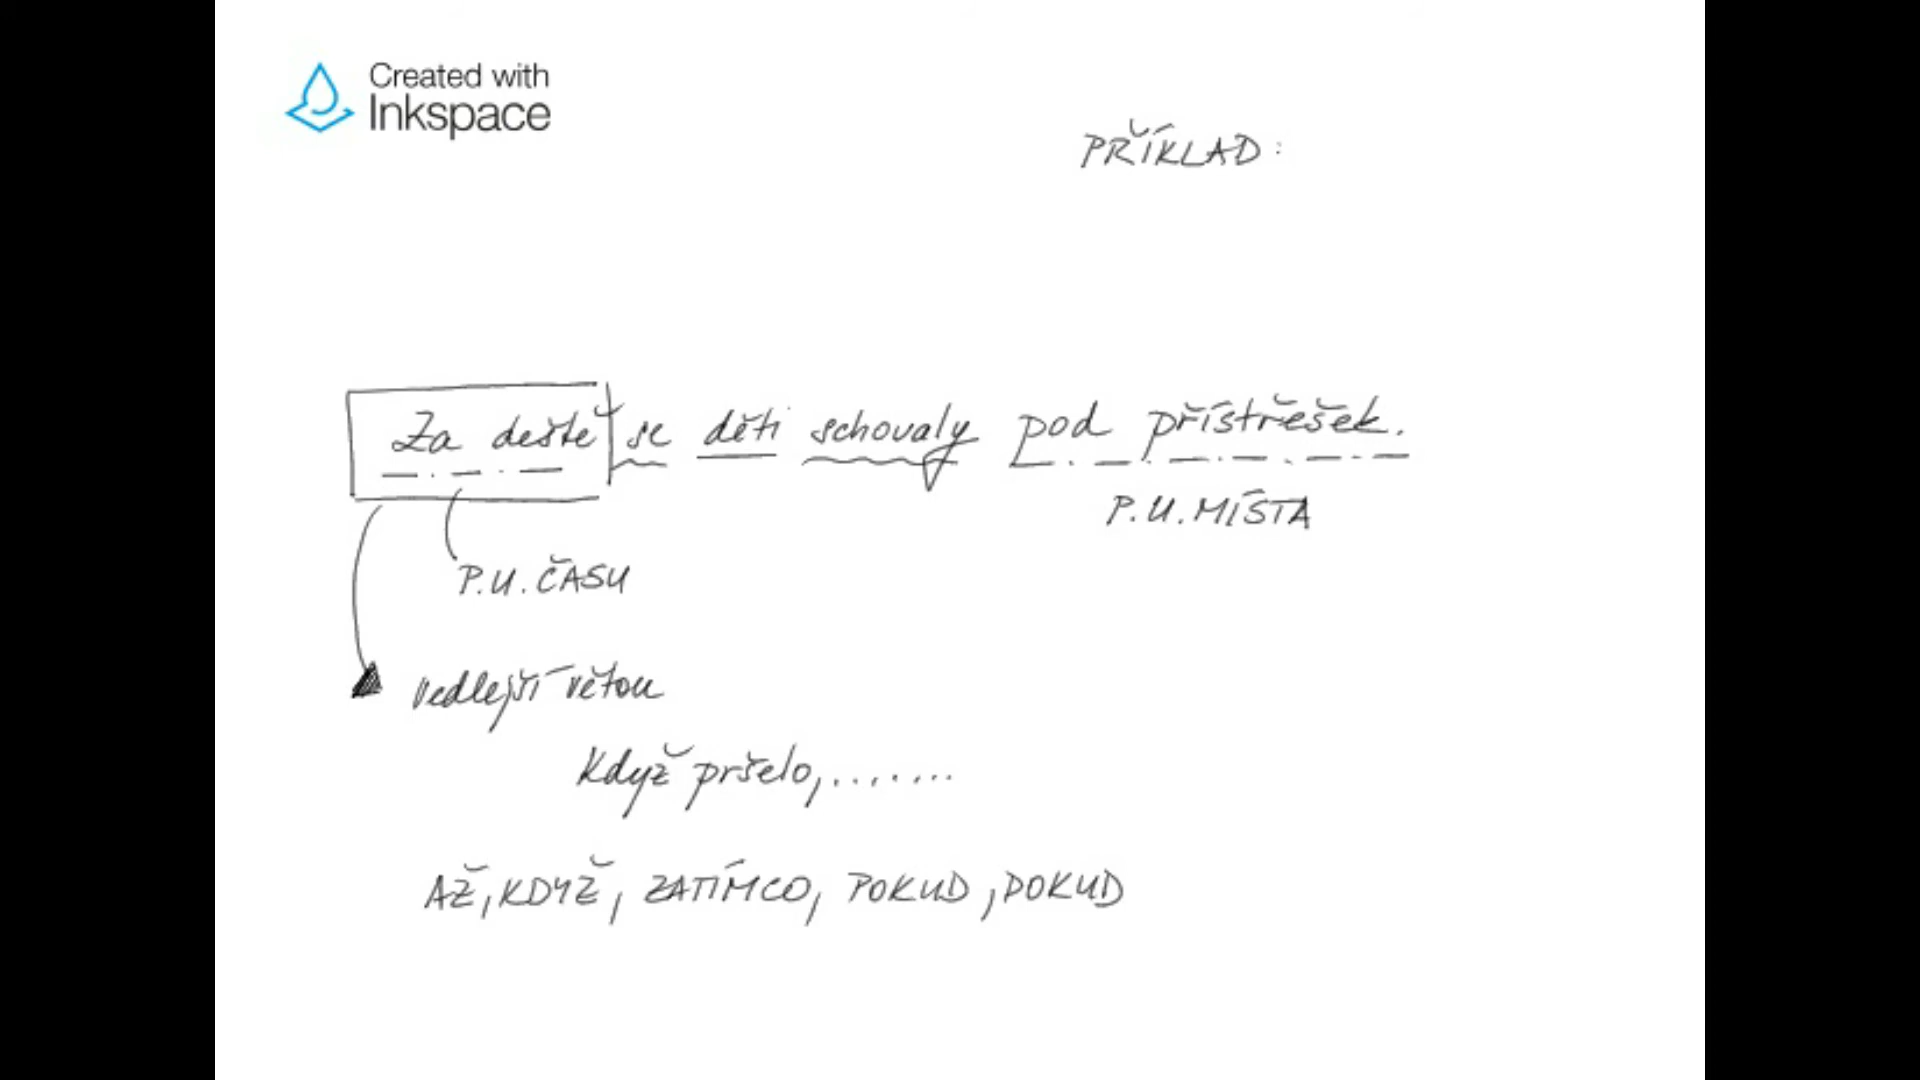 Created with
Inkspace
PŘÍKLAD:
Za deště se děti schovaly pod přístřešek.
P.U.MÍSTA
P.U.ČASU
vedlejší větou
Když pršelo,.......
AŽ, KDYŽ, ZATÍMCO, POKUD, DOKUD